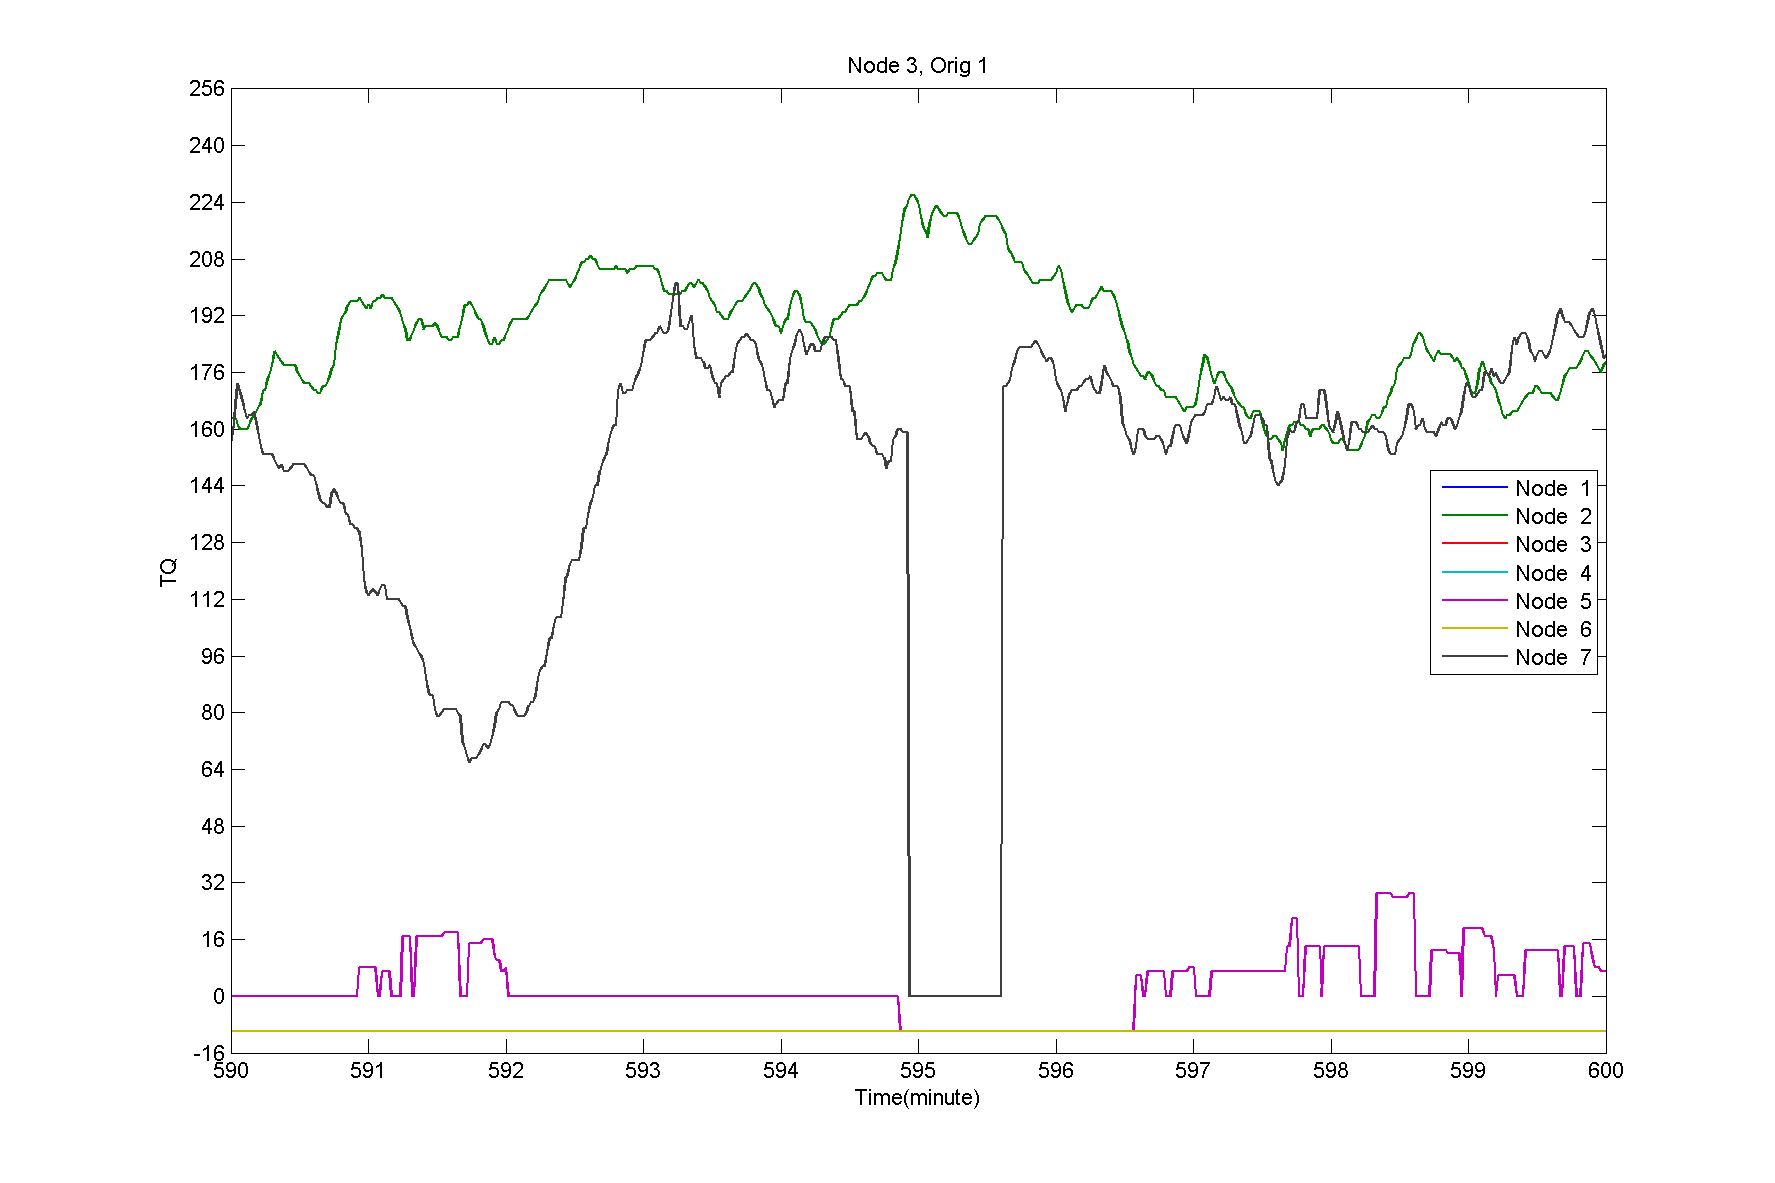 Node 3, Orig 1
256
240
224
208
192
176
160
144
128
112
96
80
64
48
32
16
0
-16
TQ
590 591 592 593 594 595 596 597 598 599 600
Time(minute)
Node 1
Node 2
Node 3
Node 4
Node 5
Node 6
Node 7